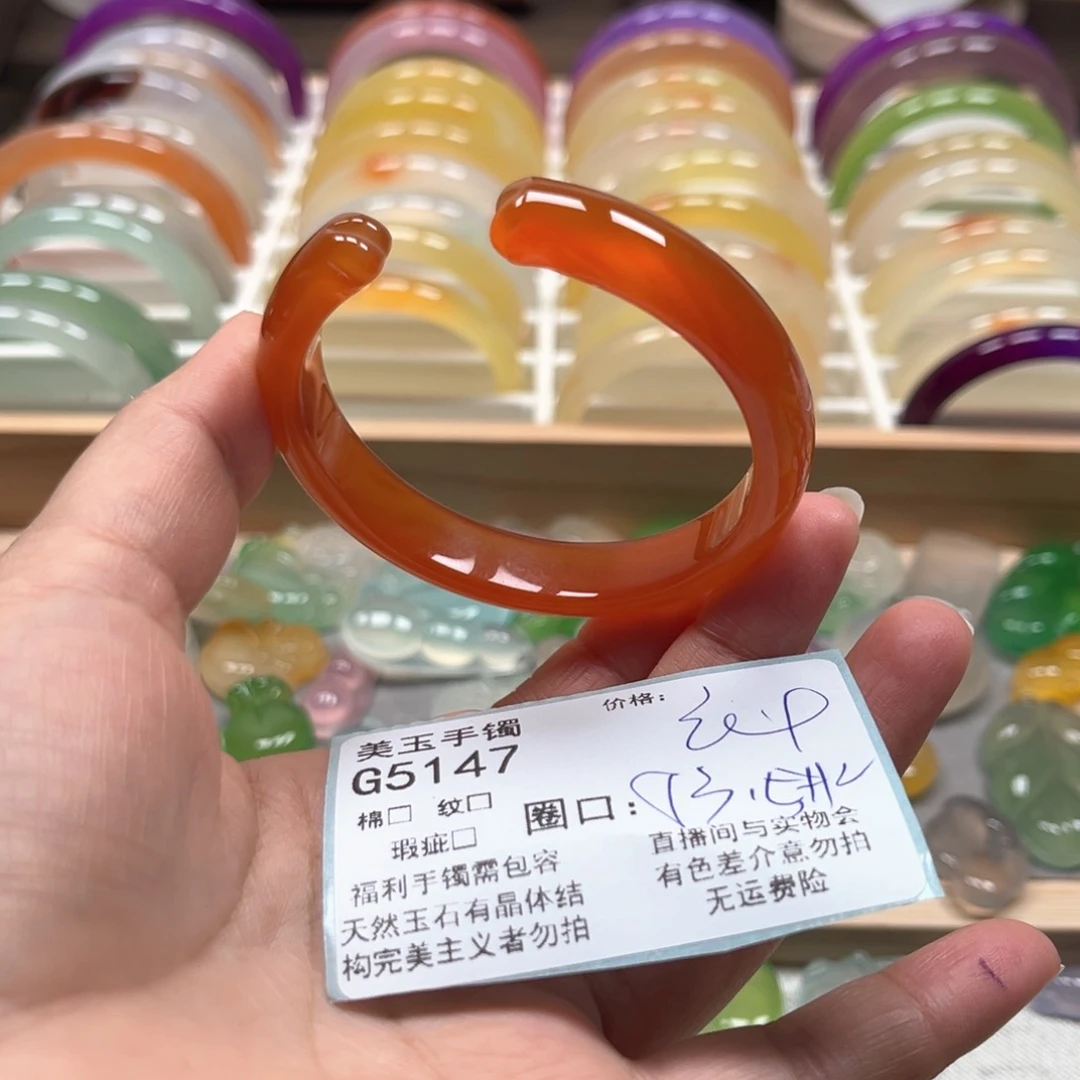 美玉手镯
价格:
G5147
棉□ 纹□
圈口:
瑕疵□
福利手镯需包容
天然玉石有晶体结
构完美主义者勿拍
直播间与实物会
有色差介意勿拍
无运费险